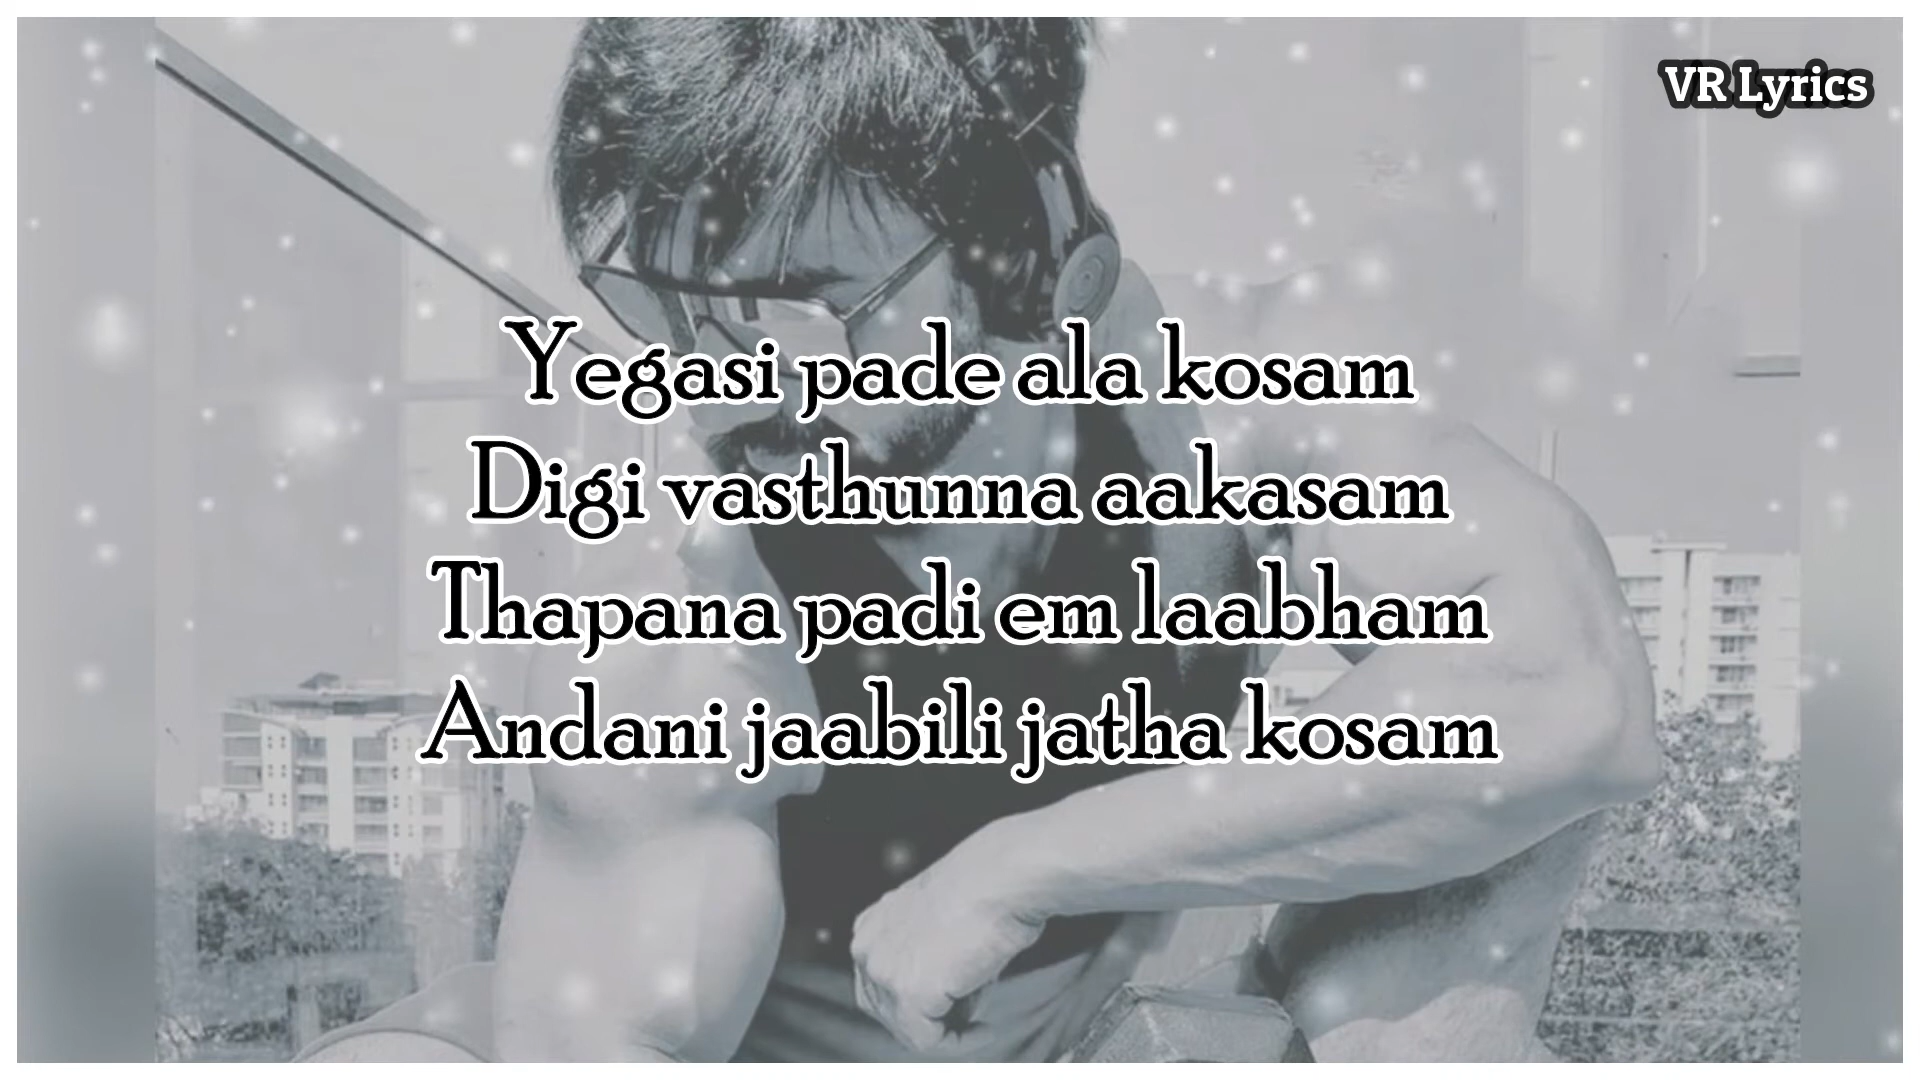 VR Lyrics
Yegasi pade ala kosam
Digi vasthunna aakasam
Thapana padi em laabham
Andani jaabili jatha kosam